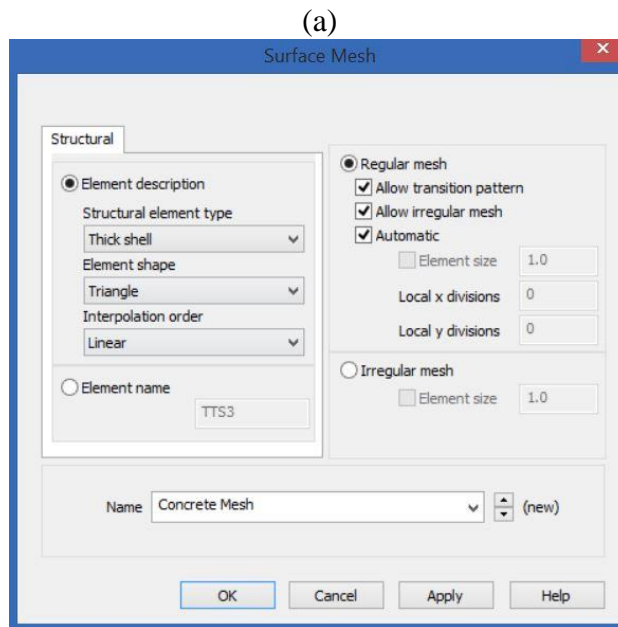 (a)
Surface Mesh
x
Structural
Element description
Structural element type
Thick shell
Element shape
Triangle
Interpolation order
Linear
Element name
TTS3
Regular mesh
Allow transition pattern
Allow irregular mesh
Automatic
Element size 1.0
Local x divisions 0
Local y divisions 0
Irregular mesh
Element size 1.0
Name Concrete Mesh (new)
OK Cancel Apply Help